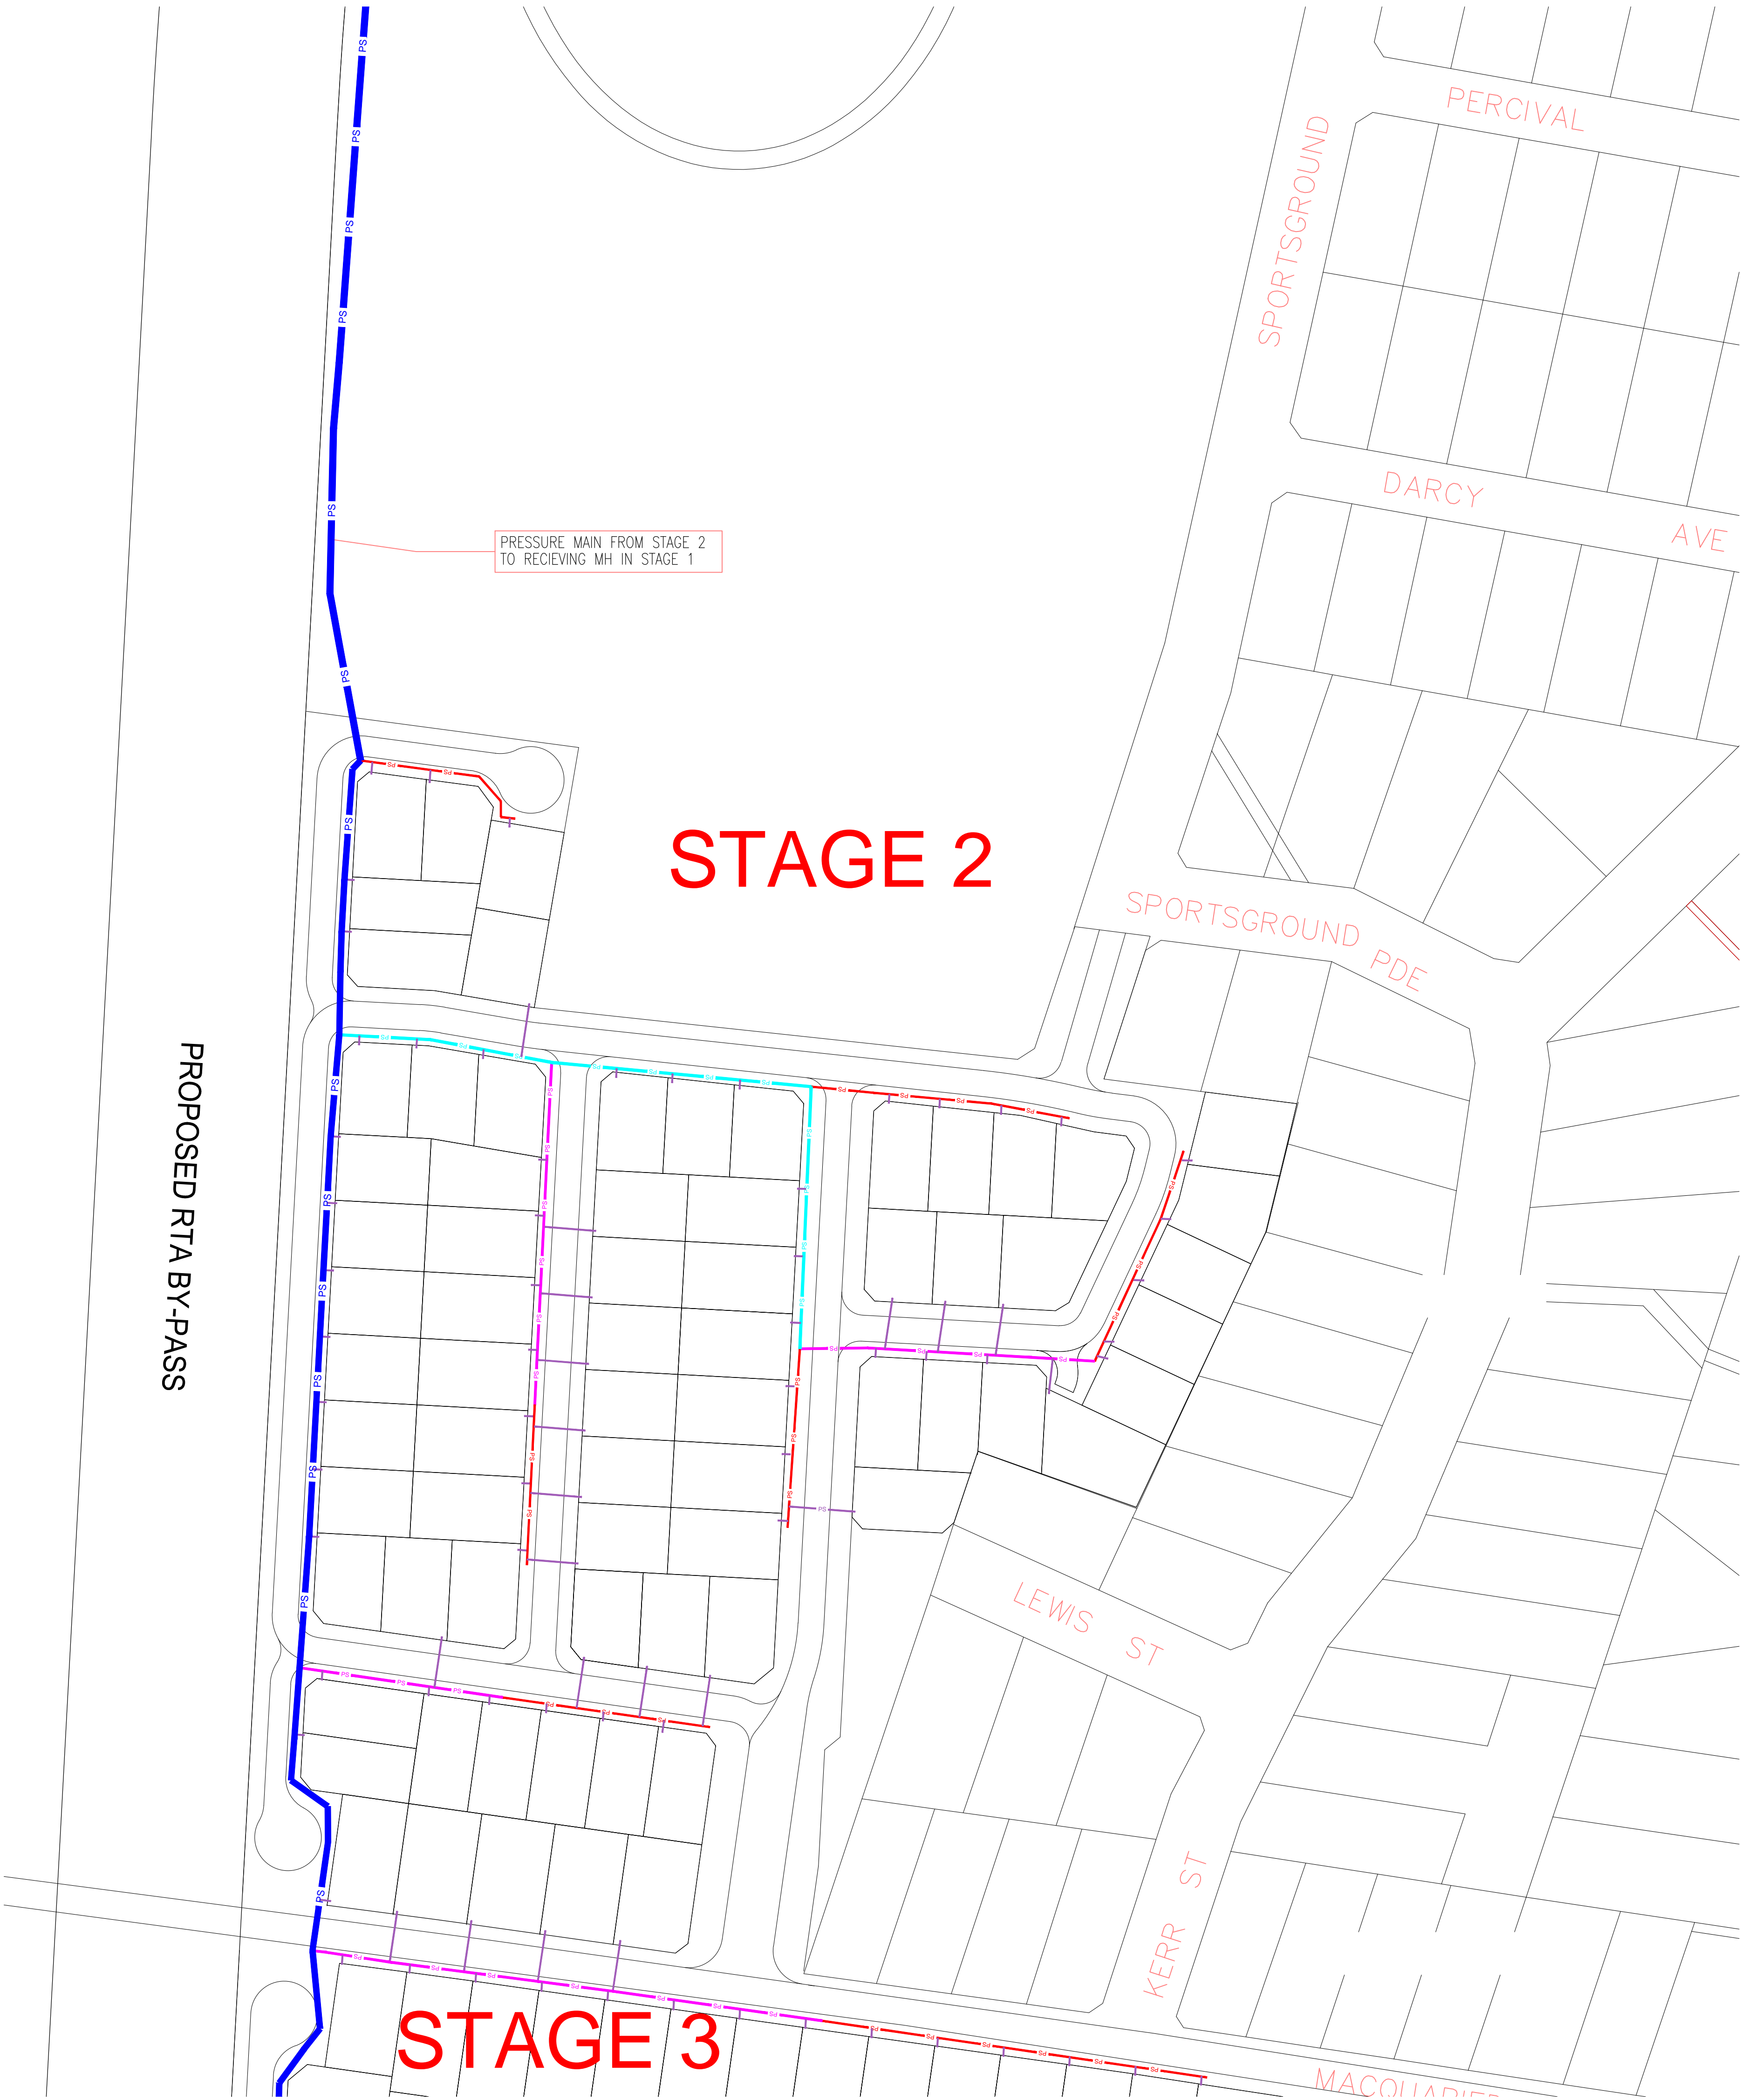 PERCIVAL
SPORTSGROUND
DARCY
AVE
PRESSURE MAIN FROM STAGE 2
TO RECIEVING MH IN STAGE 1
STAGE 2
SPORTSGROUND
PDE
PROPOSED RTA BY-PASS
LEWIS ST
KERR ST
STAGE 3
PS